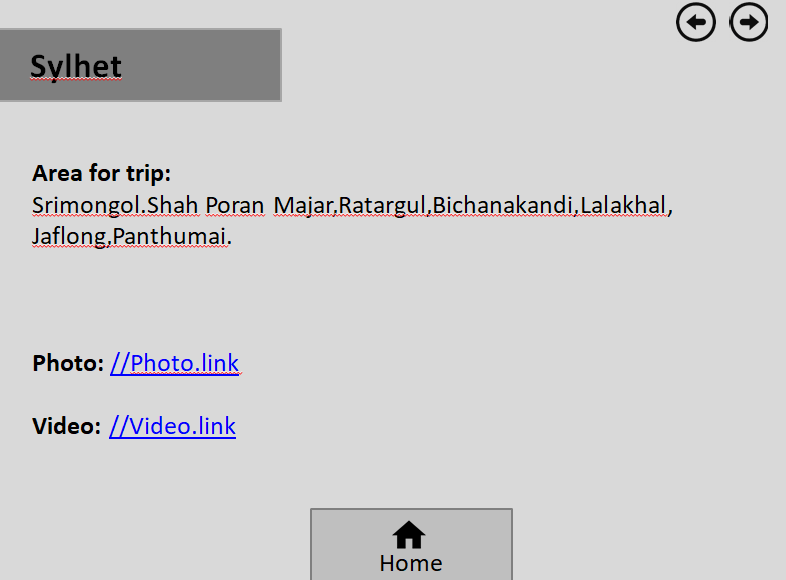 Sylhet
Area for trip:
Srimongol.Shah Poran Majar,Ratargul,Bichanakandi,Lalakhal,
Jaflong,Panthumai.
Photo: //Photo.link
Video: //Video.link
Home